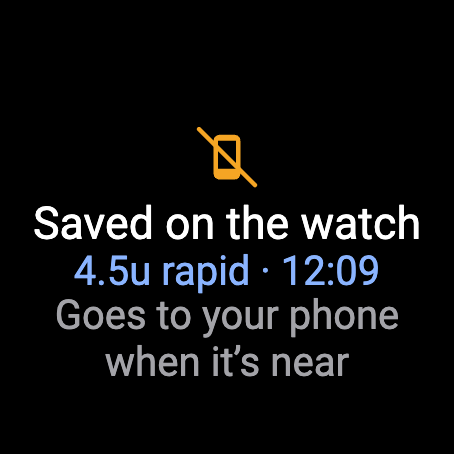 Saved on the watch
4.5u rapid · 12:09
Goes to your phone
when it’s near